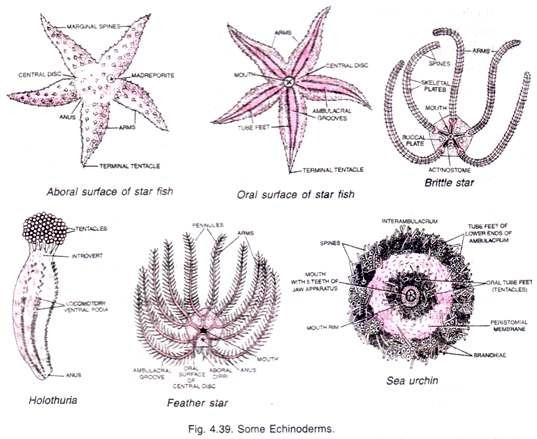 MARGINAL SPINES
CENTRAL DISC
MADREPORITE
ANUS
ARMS
TERMINAL TENTACLE
Aboral surface of star fish
ARMS
MOUTH
CENTRAL DISC
AMBULACRAL
GROOVES
TUBE FEET
TERMINAL TENTACLE
Oral surface of star fish
ARMS
SPINES
SKELETAL
PLATES
MOUTH
BUCCAL
PLATE
ACTINOSTOME
Brittle star
TENTACLES
INTROVERT
LOCOMOTORY
VENTRAL PODIA
ANUS
Holothuria
PINNULES
ARMS
AMBULACRAL
GROOVE
ORAL
SURFACE
OF
CENTRAL DISC
ABORAL
CIRRI
ANUS
MOUTH
Feather star
INTERAMBULACRUM
TUBE FEET OF
LOWER ENDS OF
AMBULACRUM
SPINES
MOUTH
WITH 5 TEETH OF
JAW APPARATUS
ORAL TUBE FEET
(TENTACLES)
MOUTH RIM
PERISTOMIAL
MEMBRANE
BRANCHIAE
Sea urchin
Fig. 4.39. Some Echinoderms.